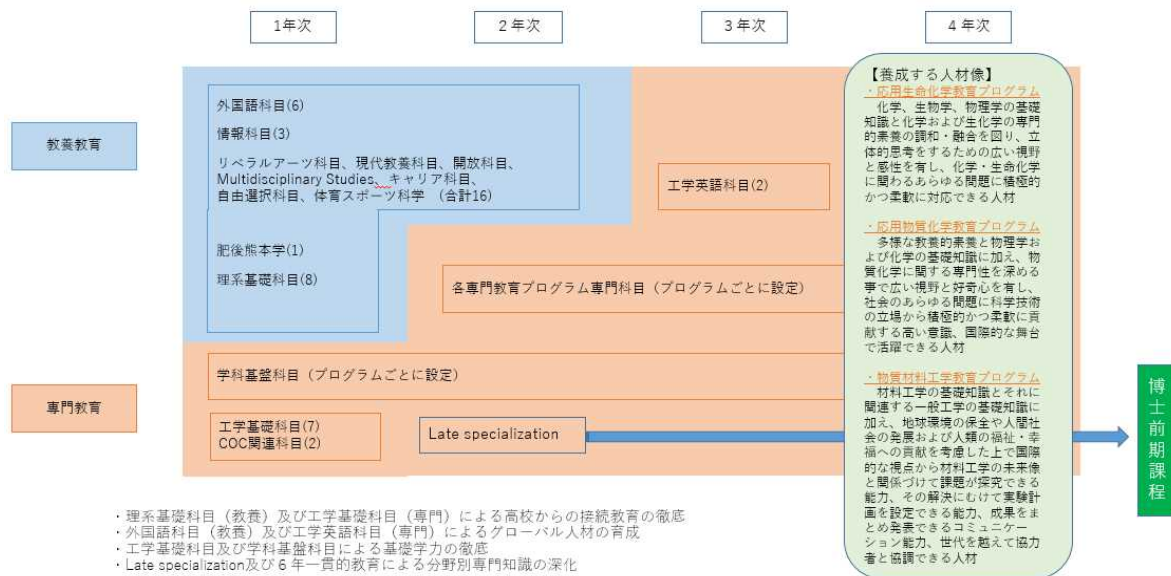 1年次
2年次
3年次
4年次
教養教育
外国語科目(6)
情報科目(3)
リベラルアーツ科目、現代教養科目、開放科目、
Multidisciplinary Studies、キャリア科目、
自由選択科目、体育スポーツ科学 (合計16)
肥後熊本学(1)
理系基礎科目(8)
工学英語科目(2)
各専門教育プログラム専門科目(プログラムごとに設定)
専門教育
学科基盤科目(プログラムごとに設定)
工学基礎科目(7)
COC関連科目(2)
Late specialization
【養成する人材像】
・応用生命化学教育プログラム
化学、生物学、物理学の基礎
知識と化学および生化学の専門
的素養の調和・融合を図り、立
体的思考をするための広い視野
と感性を有し、化学・生命化学
に関わるあらゆる問題に積極的
かつ柔軟に対応できる人材
・応用物質化学教育プログラム
多様な教養的素養と物理学お
よび化学の基礎知識に加え、物
質化学に関する専門性を深める
事で広い視野と好奇心を有し、
社会のあらゆる問題に科学技術
の立場から積極的かつ柔軟に貢
献する高い意識、国際的な舞台
で活躍できる人材
・物質材料工学教育プログラム
材料工学の基礎知識とそれに
関連する一般工学の基礎知識に
加え、地球環境の保全や人間社
会の発展および人類の福祉・幸
福への貢献を考慮した上で国際
的な視点から材料工学の未来像
と関係づけて課題が探究できる
能力、その解決にむけて実験計
画を設定できる能力、成果をま
とめ発表できるコミュニケー
ション能力、世代を越えて協力
者と協調できる人材
博士前期課程
・理系基礎科目(教養)及び工学基礎科目(専門)による高校からの接続教育の徹底
・外国語科目(教養)及び工学英語科目(専門)によるグローバル人材の育成
・工学基礎科目及び学科基盤科目による基礎学力の徹底
・Late specialization及び6年一貫的教育による分野別専門知識の深化